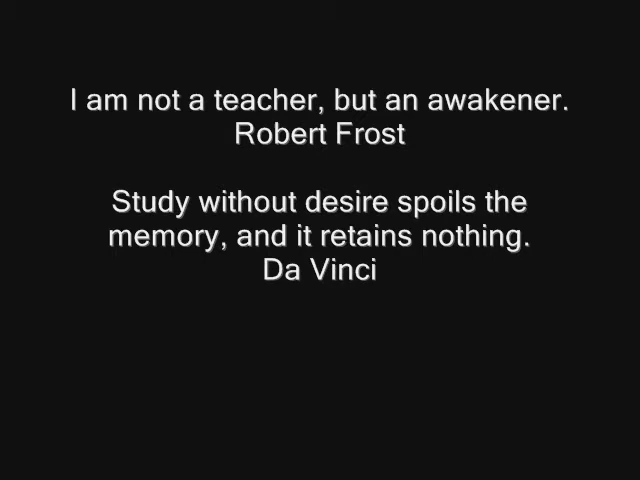 I am not a teacher, but an awakener.
Robert Frost
Study without desire spoils the
memory, and it retains nothing.
Da Vinci